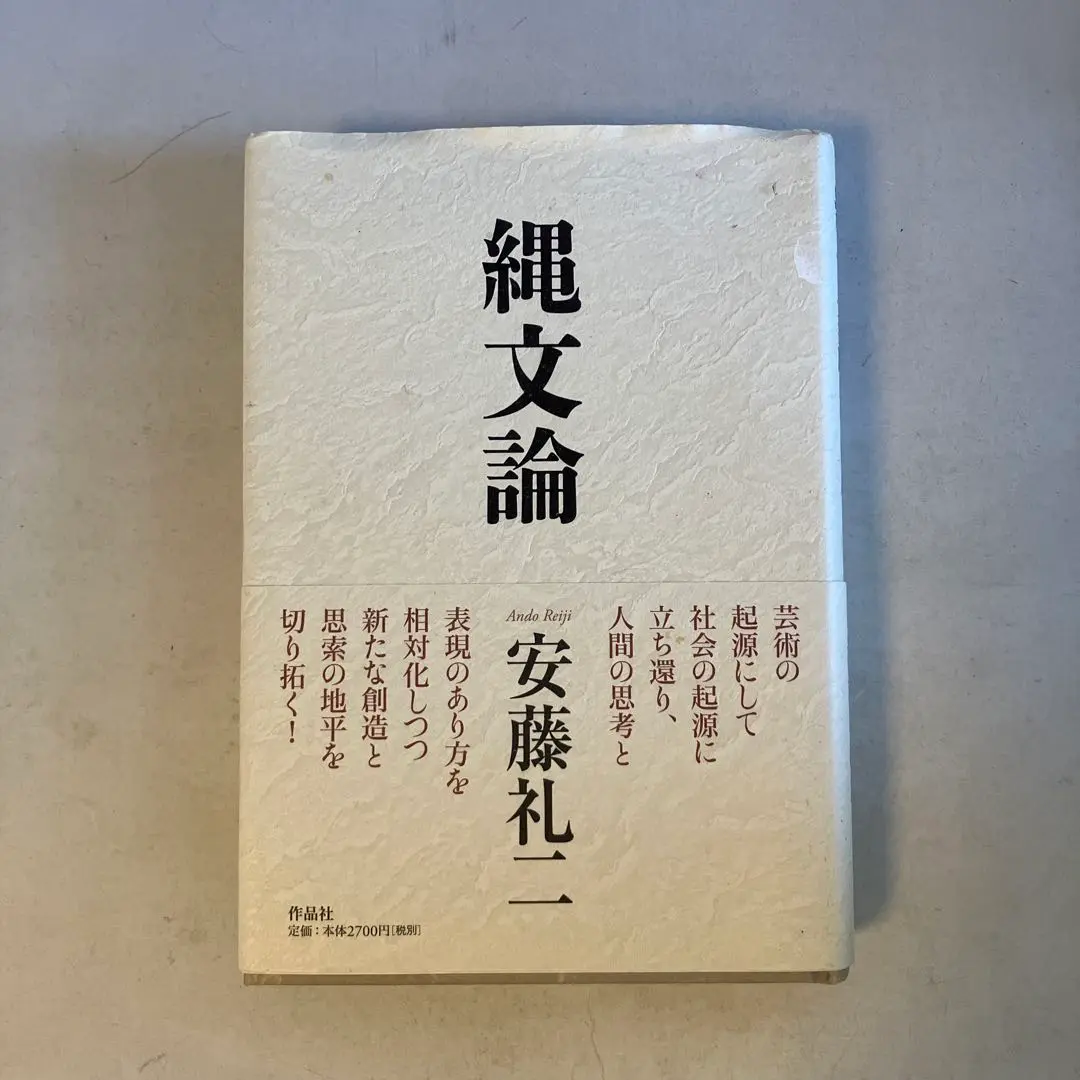 縄文論
芸術の
起源にして
社会の起源に
立ち還り、
人間の思考と
Ando Reiji
安藤礼二
表現のあり方を
相対化しつつ
新たな創造と
思索の地平を
切り拓く！
作品社
定価：本体2700円［税別］